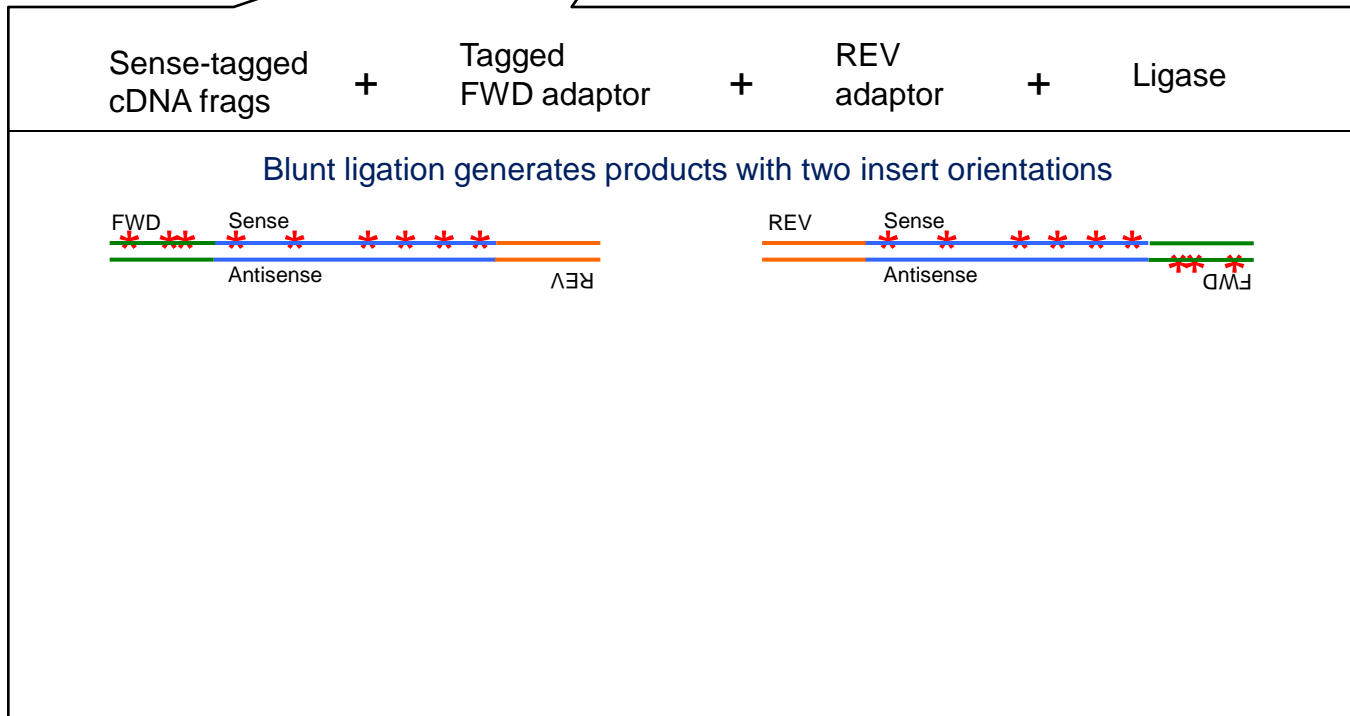 Sense-tagged
cDNA frags
+
Tagged
FWD adaptor
+
REV
adaptor
+
Ligase
Blunt ligation generates products with two insert orientations
FWD
Sense
Antisense
REV
REV
Sense
Antisense
FWD